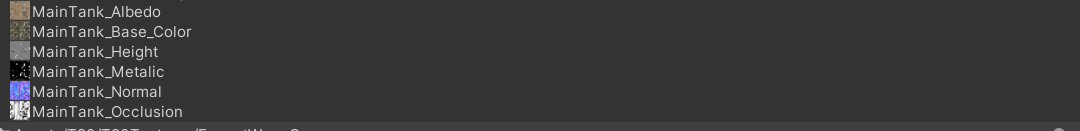 MainTank_Albedo
MainTank_Base_Color
MainTank_Height
MainTank_Metalic
MainTank_Normal
MainTank_Occlusion